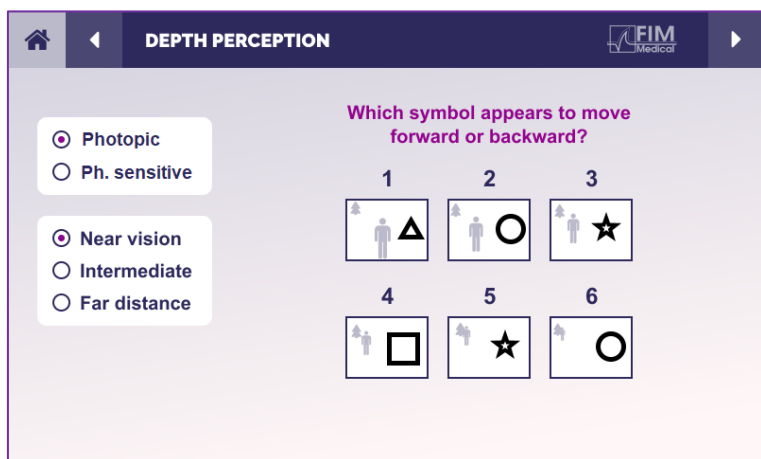 DEPTH PERCEPTION
FIM
Medical
Which symbol appears to move
forward or backward?
Photopic
Ph. sensitive
Near vision
Intermediate
Far distance
1 2 3
4 5 6